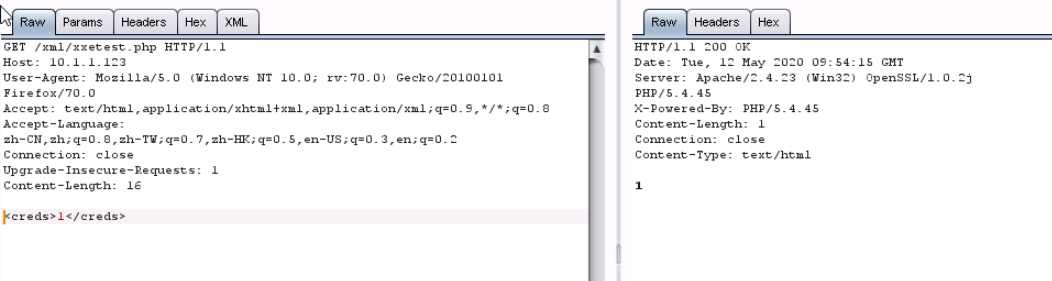 Raw Params Headers Hex XML
GET /xml/xxetest.php HTTP/1.1
Host: 10.1.1.123
User-Agent: Mozilla/5.0 (Windows NT 10.0; rv:70.0) Gecko/20100101
Firefox/70.0
Accept: text/html,application/xhtml+xml,application/xml;q=0.9,*/*;q=0.8
Accept-Language:
zh-CN,zh;q=0.8,zh-TW;q=0.7,zh-HK;q=0.5,en-US;q=0.3,en;q=0.2
Connection: close
Upgrade-Insecure-Requests: 1
Content-Length: 16
<creds>1</creds>
Raw Headers Hex
HTTP/1.1 200 OK
Date: Tue, 12 May 2020 09:54:15 GMT
Server: Apache/2.4.23 (Win32) OpenSSL/1.0.2j
PHP/5.4.45
X-Powered-By: PHP/5.4.45
Content-Length: 1
Connection: close
Content-Type: text/html
1